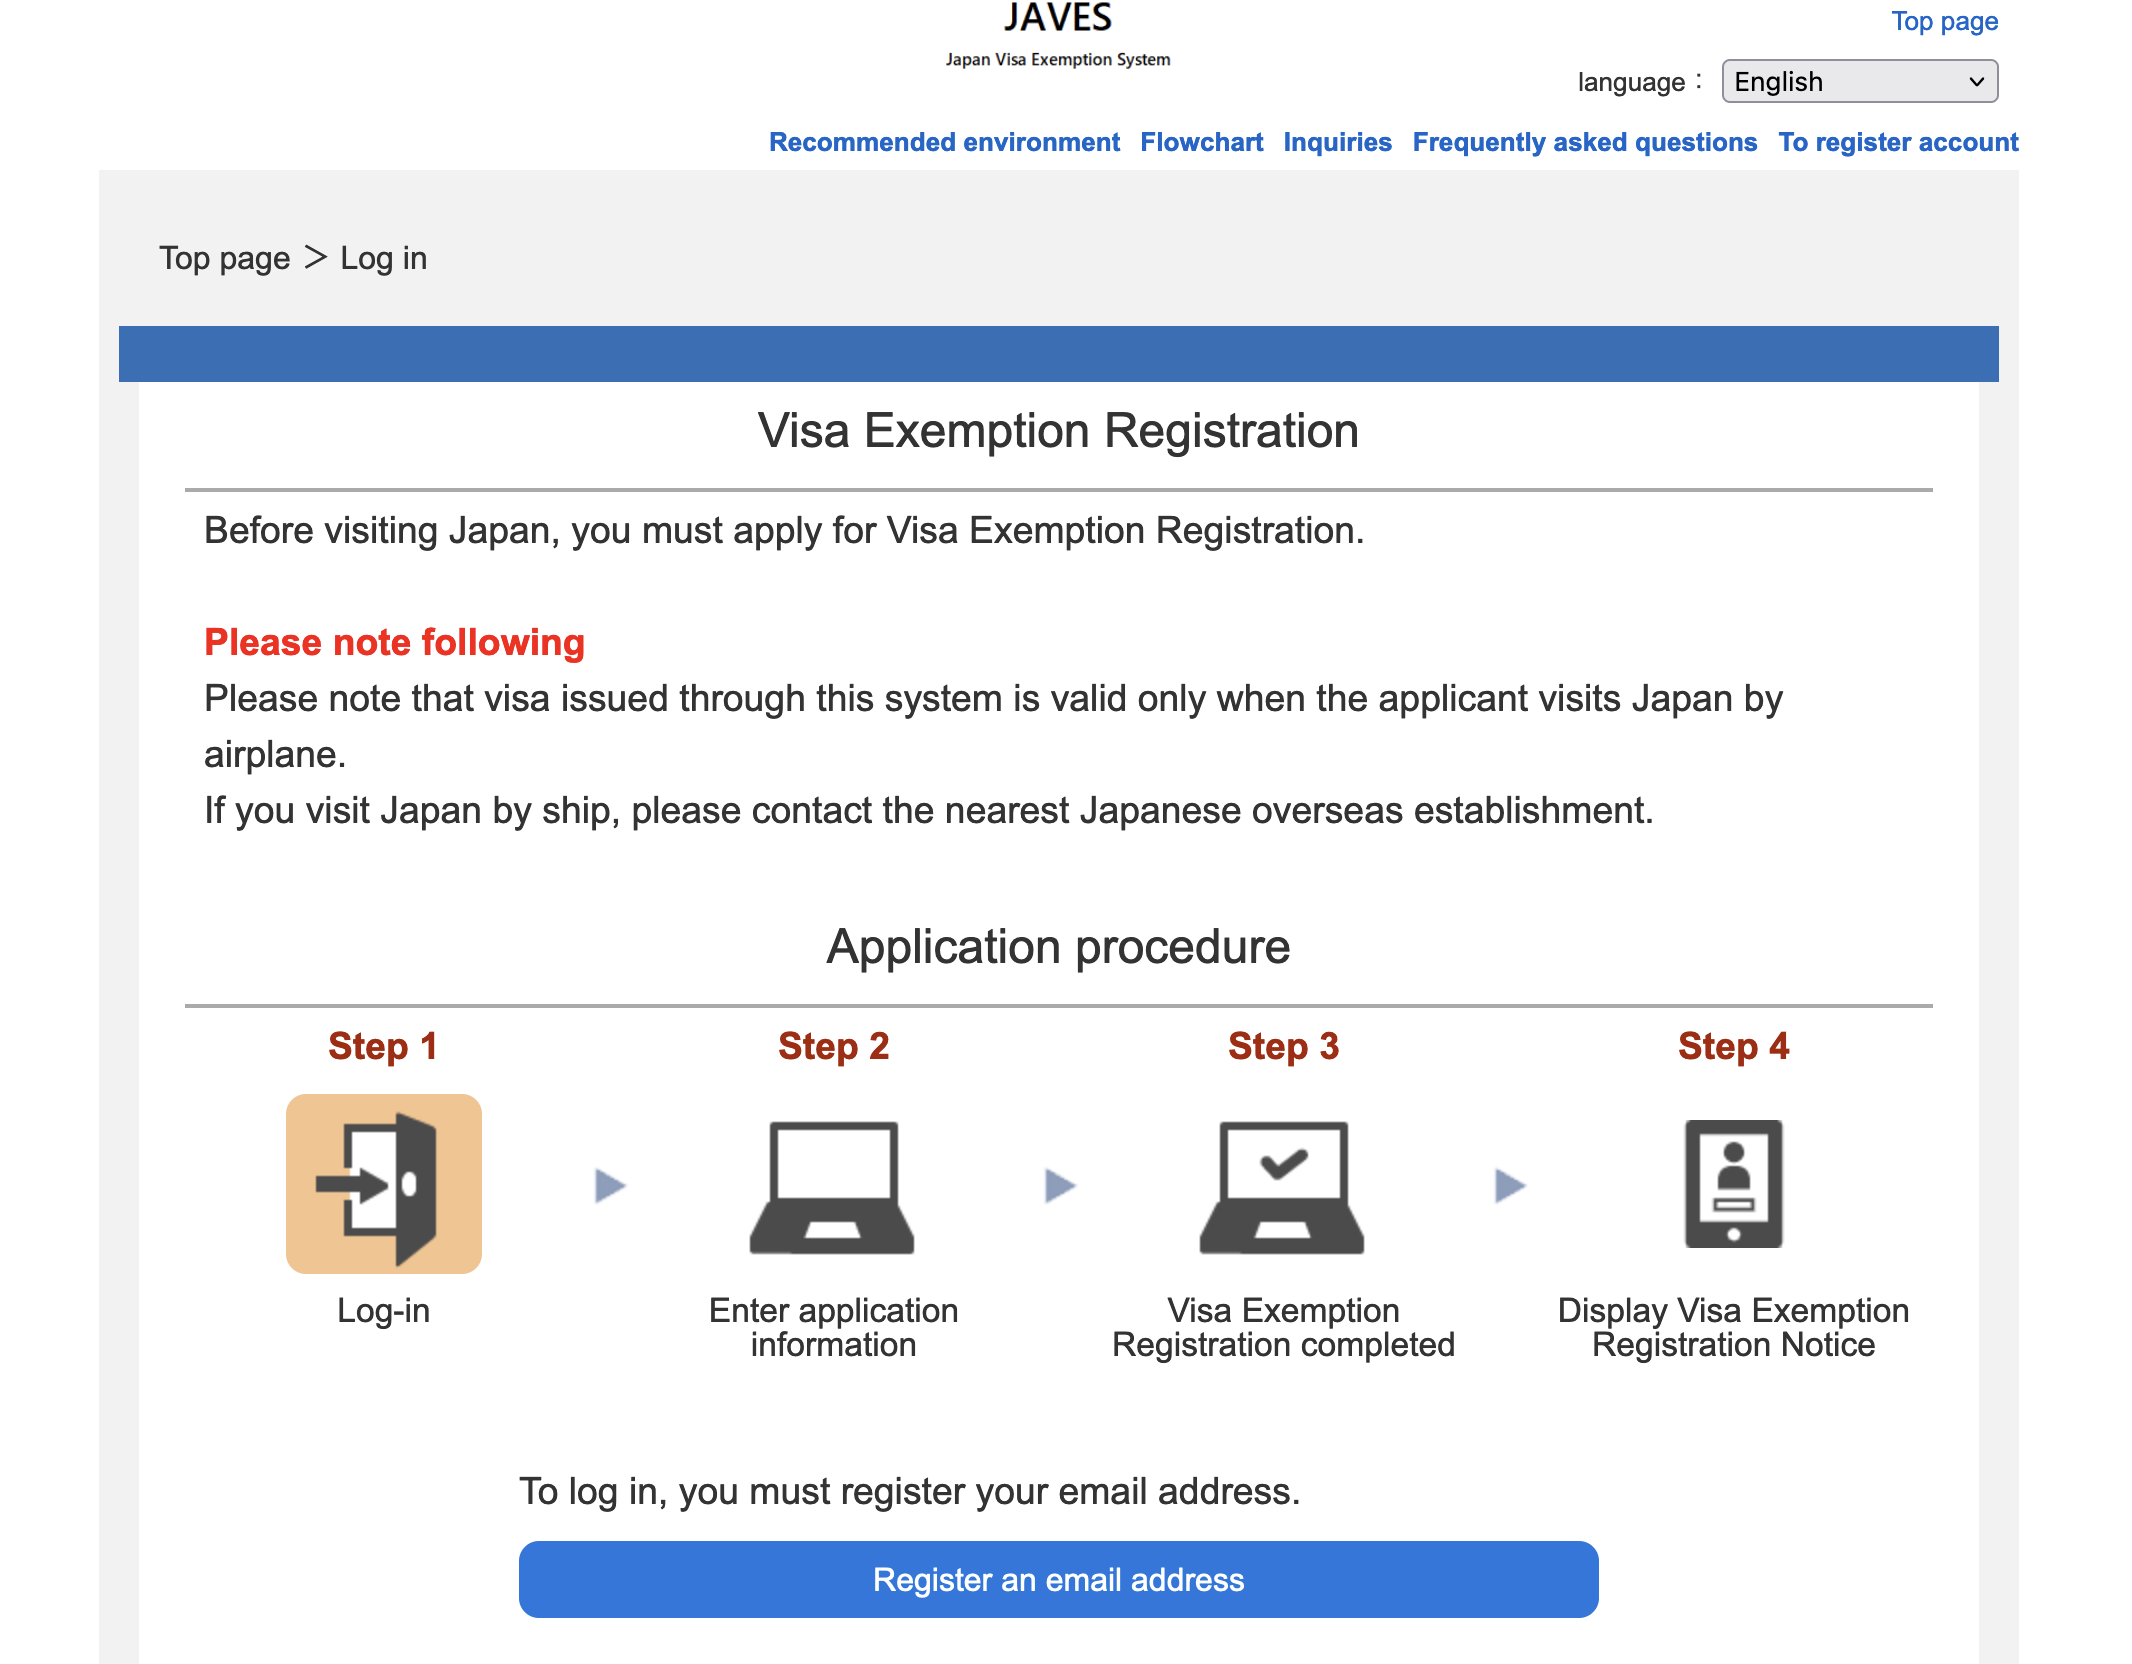 JAVES
Japan Visa Exemption System
Top page
language： English
Recommended environment Flowchart Inquiries Frequently asked questions To register account
Top page ＞ Log in
Visa Exemption Registration
Before visiting Japan, you must apply for Visa Exemption Registration.
Please note following
Please note that visa issued through this system is valid only when the applicant visits Japan by
airplane.
If you visit Japan by ship, please contact the nearest Japanese overseas establishment.
Application procedure
Step 1
Log-in
Step 2
Enter application
information
Step 3
Visa Exemption
Registration completed
Step 4
Display Visa Exemption
Registration Notice
To log in, you must register your email address.
Register an email address